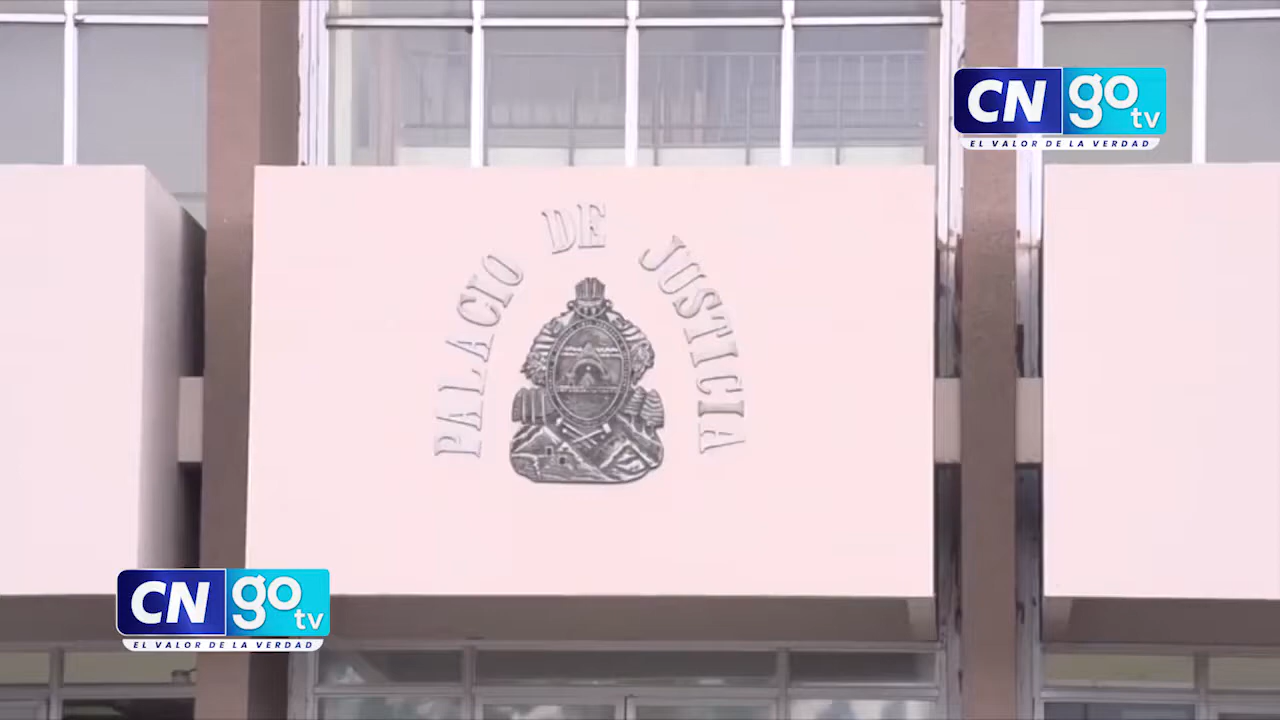 CN go tv
EL VALOR DE LA VERDAD
PALACIO DE JUSTICIA
CN go tv
EL VALOR DE LA VERDAD